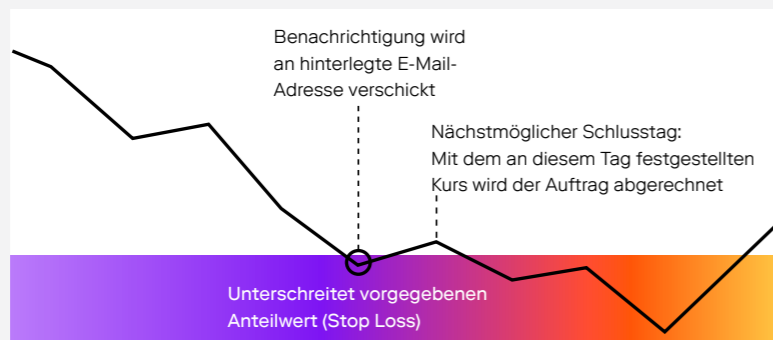 Benachrichtigung wird
an hinterlegte E-Mail-
Adresse verschickt
Nächstmöglicher Schlusstag:
Mit dem an diesem Tag festgestellten
Kurs wird der Auftrag abgerechnet
Unterschreitet vorgegebenen
Anteilwert (Stop Loss)